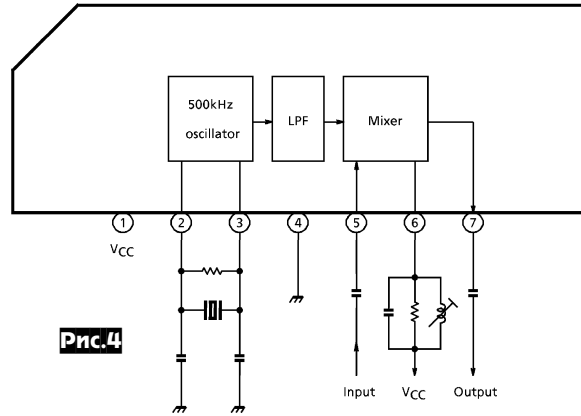 500kHz
oscillator
LPF
Mixer
1
2
3
4
5
6
7
VCC
Рис.4
Input
VCC
Output